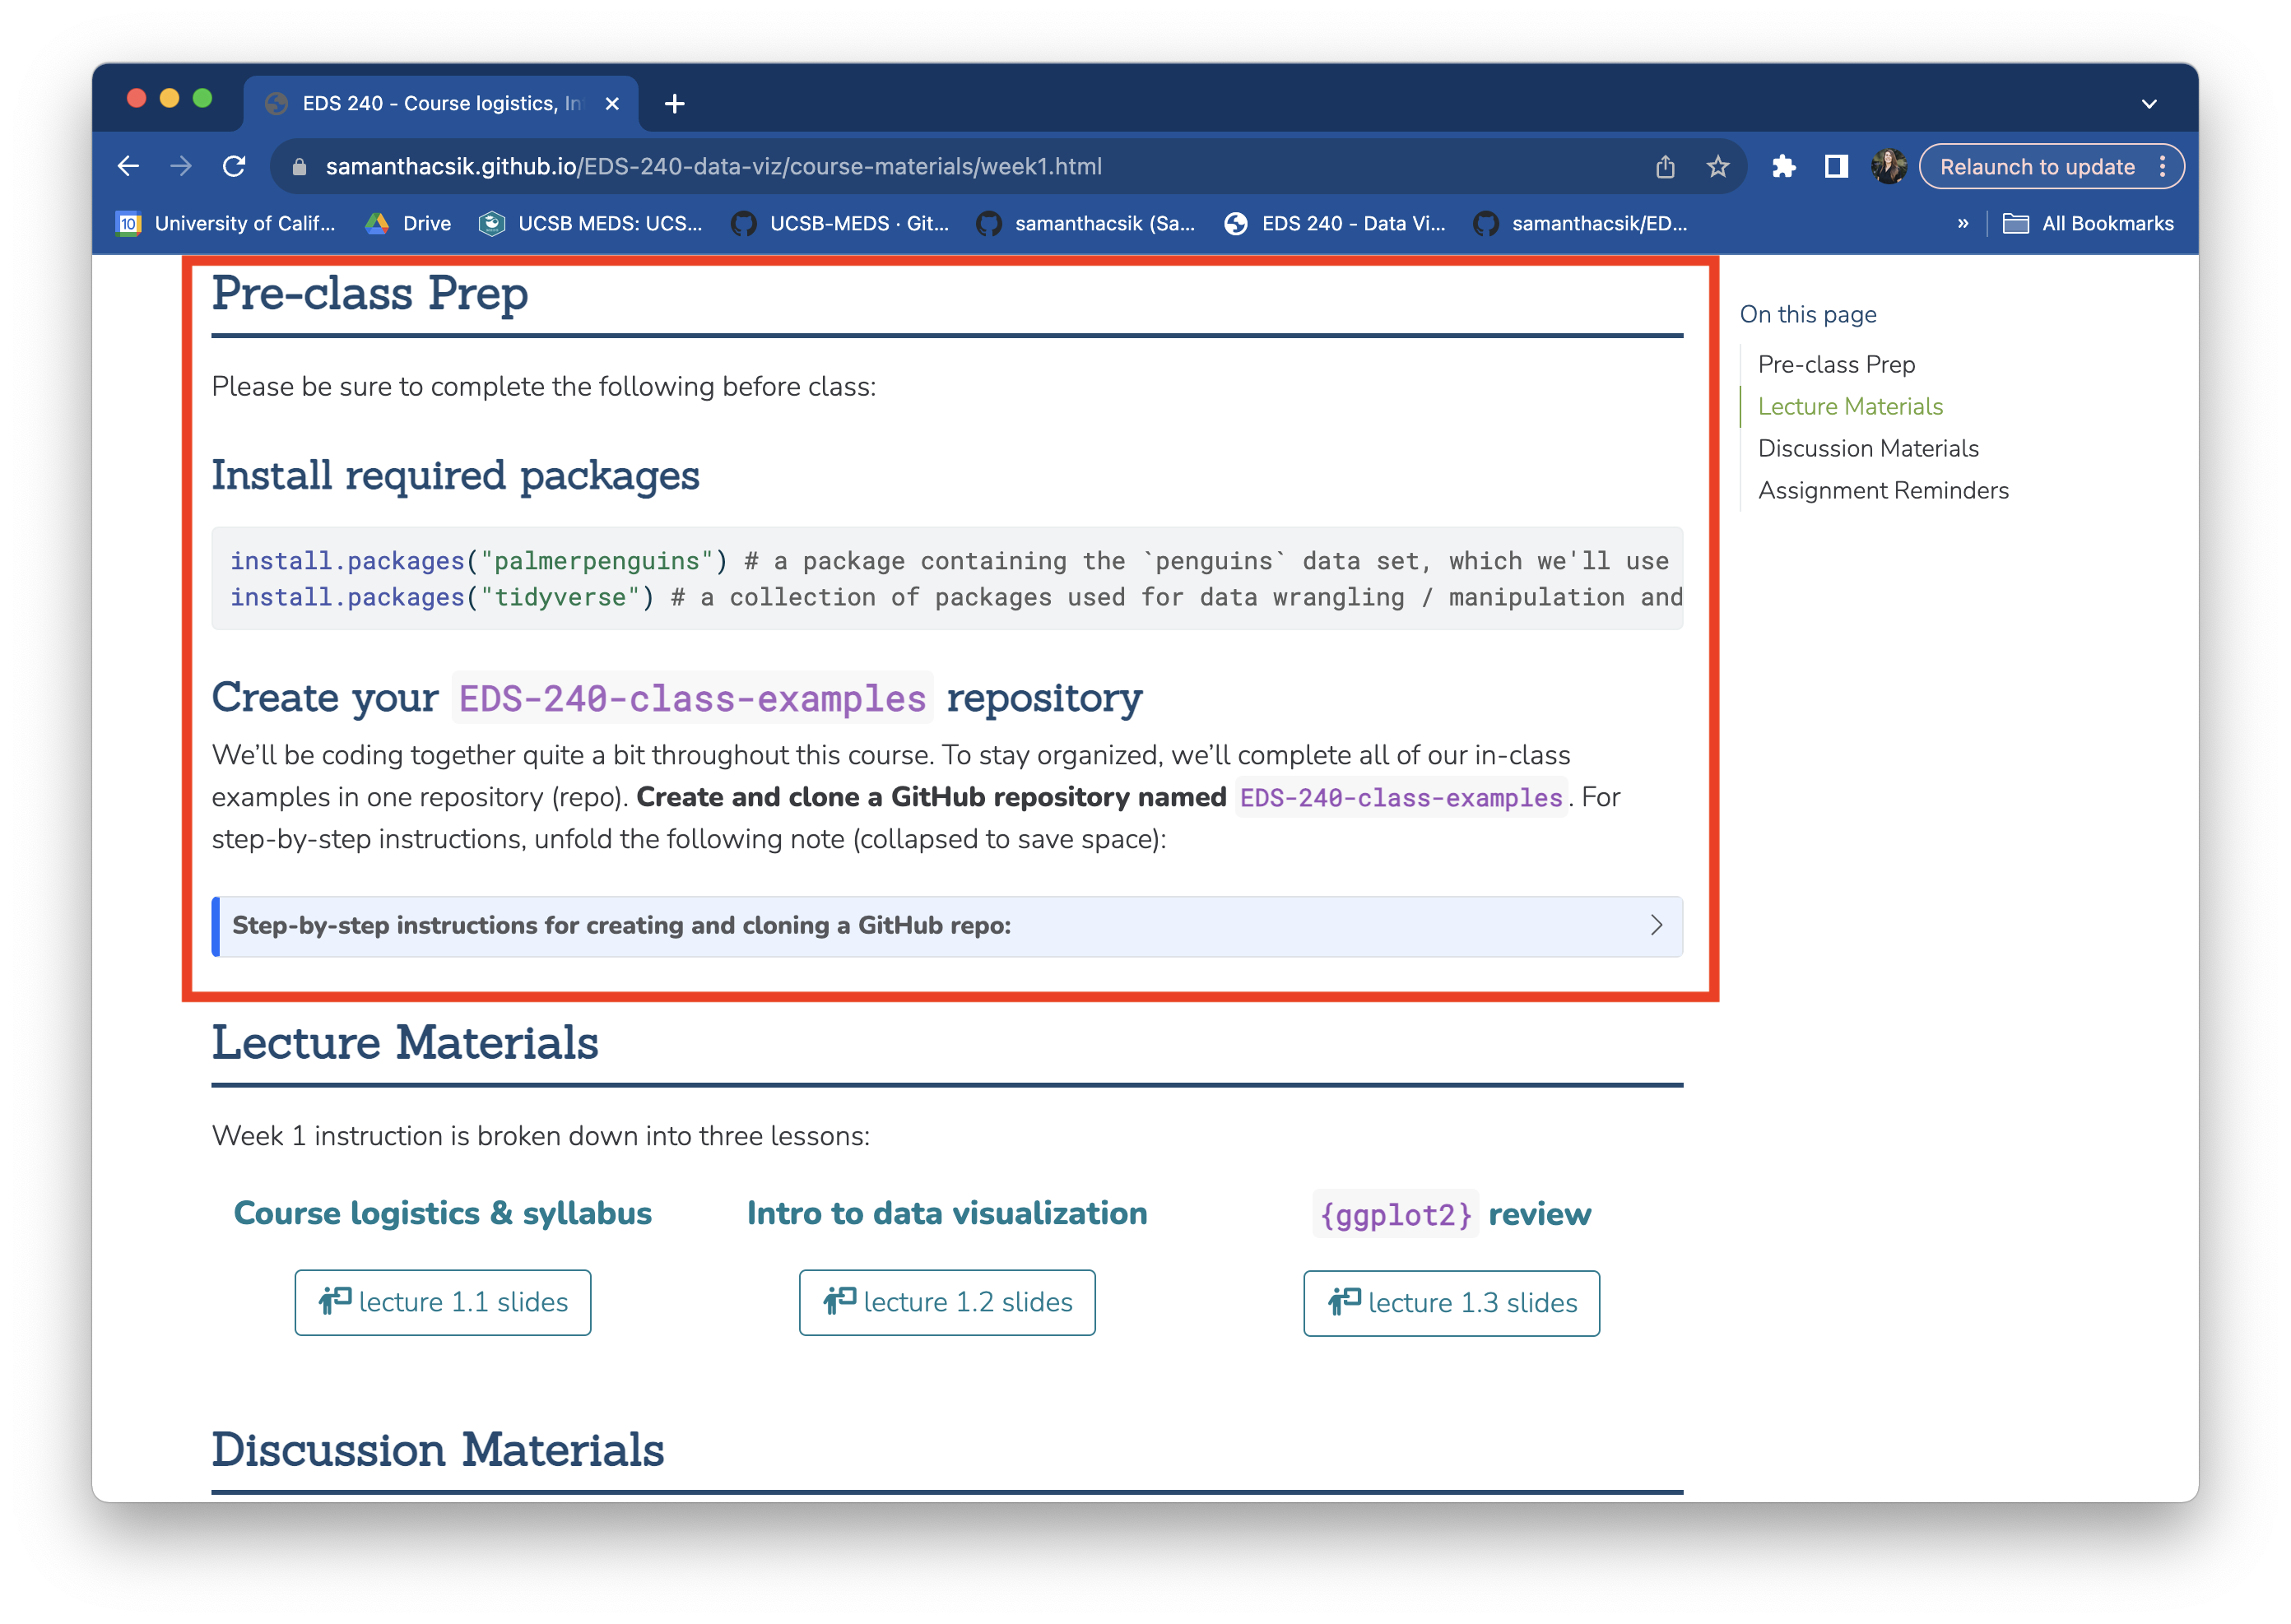 EDS 240 - Course logistics, In
samanthacsik.github.io/EDS-240-data-viz/course-materials/week1.html
Relaunch to update
10
University of Calif...
Drive
UCSB MEDS: UCS...
UCSB-MEDS · Git...
samanthacsik (Sa...
EDS 240 - Data Vi...
samanthacsik/ED...
»
All Bookmarks
Pre-class Prep
Please be sure to complete the following before class:
Install required packages
install.packages("palmerpenguins") # a package containing the `penguins` data set, which we'll use
install.packages("tidyverse") # a collection of packages used for data wrangling / manipulation and
Create your EDS-240-class-examples repository
We'll be coding together quite a bit throughout this course. To stay organized, we'll complete all of our in-class
examples in one repository (repo). Create and clone a GitHub repository named EDS-240-class-examples. For
step-by-step instructions, unfold the following note (collapsed to save space):
Step-by-step instructions for creating and cloning a GitHub repo:
Lecture Materials
Week 1 instruction is broken down into three lessons:
Course logistics & syllabus
Intro to data visualization
{ggplot2} review
lecture 1.1 slides
lecture 1.2 slides
lecture 1.3 slides
Discussion Materials
On this page
Pre-class Prep
Lecture Materials
Discussion Materials
Assignment Reminders